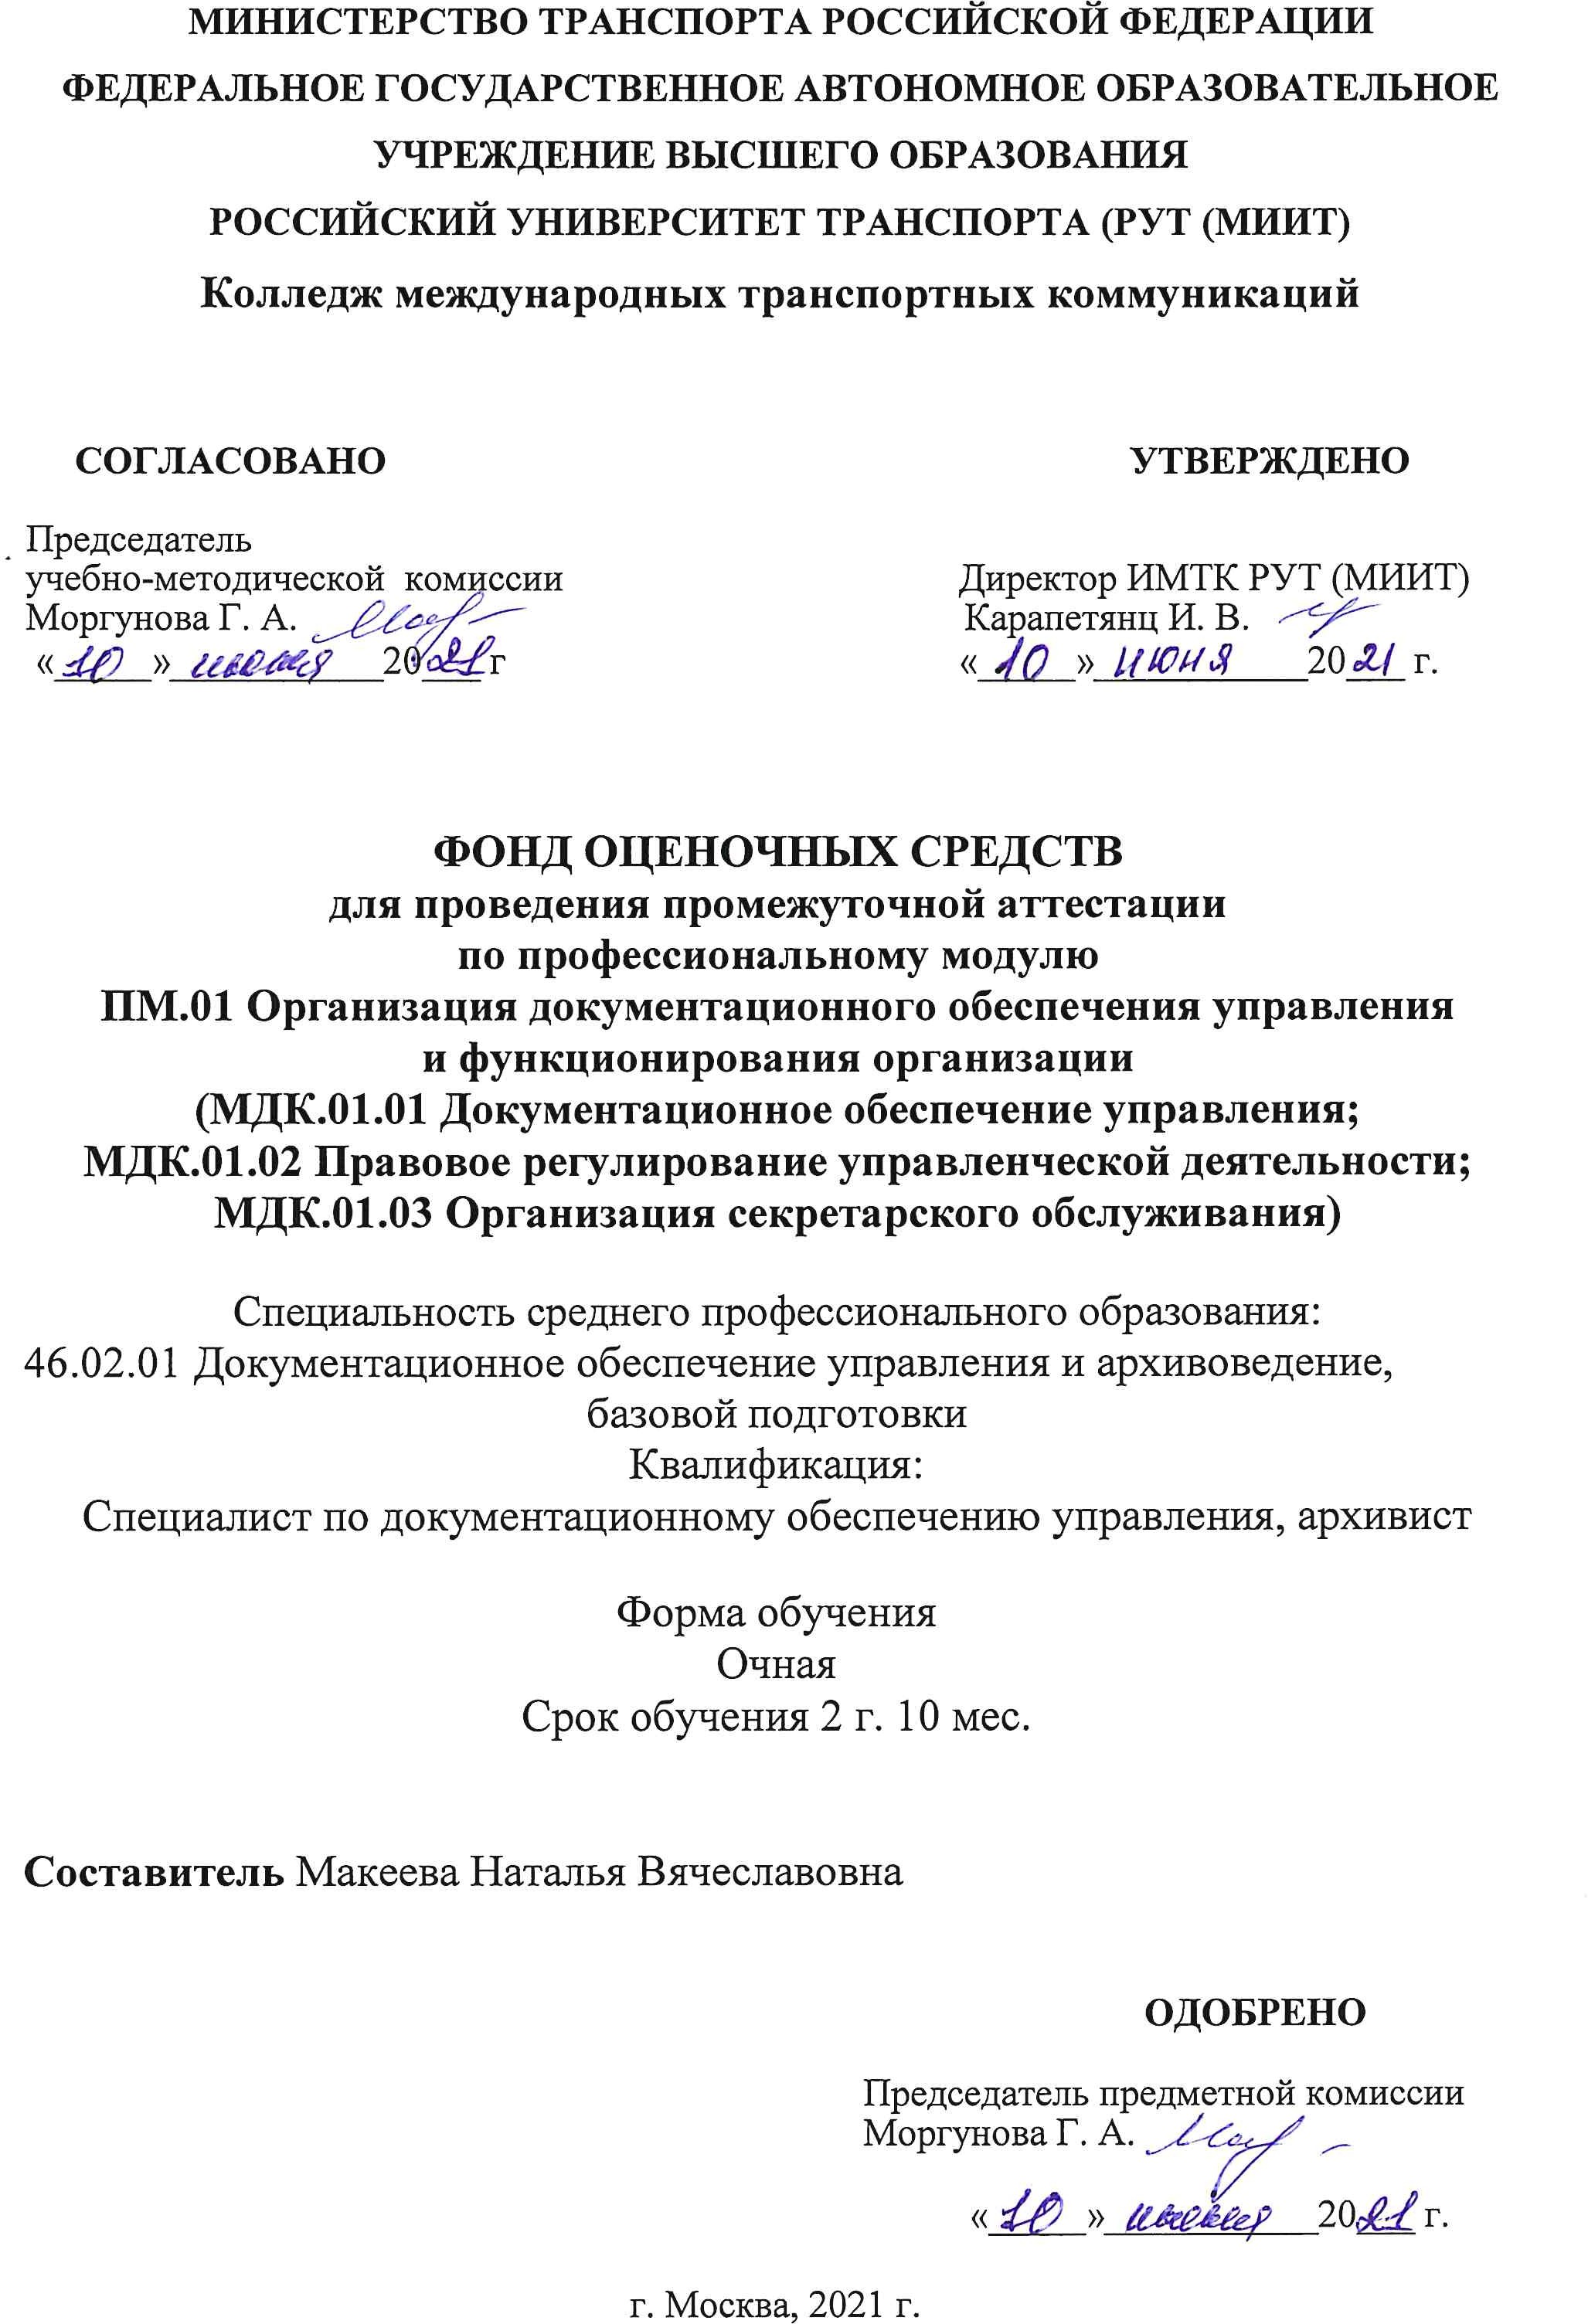 МИНИСТЕРСТВО ТРАНСПОРТА РОССИЙСКОЙ ФЕДЕРАЦИИ
ФЕДЕРАЛЬНОЕ ГОСУДАРСТВЕННОЕ АВТОНОМНОЕ ОБРАЗОВАТЕЛЬНОЕ
УЧРЕЖДЕНИЕ ВЫСШЕГО ОБРАЗОВАНИЯ
РОССИЙСКИЙ УНИВЕРСИТЕТ ТРАНСПОРТА (РУТ (МИИТ)
Колледж международных транспортных коммуникаций
СОГЛАСОВАНО
Председатель
учебно-методической комиссии
Моргунова Г. А.
«10» июня 2021 г
УТВЕРЖДЕНО
Директор ИМТК РУТ (МИИТ)
Карапетянц И. В.
«10» июня 2021 г.
ФОНД ОЦЕНОЧНЫХ СРЕДСТВ
для проведения промежуточной аттестации
по профессиональному модулю
ПМ.01 Организация документационного обеспечения управления
и функционирования организации
(МДК.01.01 Документационное обеспечение управления;
МДК.01.02 Правовое регулирование управленческой деятельности;
МДК.01.03 Организация секретарского обслуживания)
Специальность среднего профессионального образования:
46.02.01 Документационное обеспечение управления и архивоведение,
базовой подготовки
Квалификация:
Специалист по документационному обеспечению управления, архивист
Форма обучения
Очная
Срок обучения 2 г. 10 мес.
Составитель Макеева Наталья Вячеславовна
ОДОБРЕНО
Председатель предметной комиссии
Моргунова Г. А.
«10» июня 2021 г.
г. Москва, 2021 г.